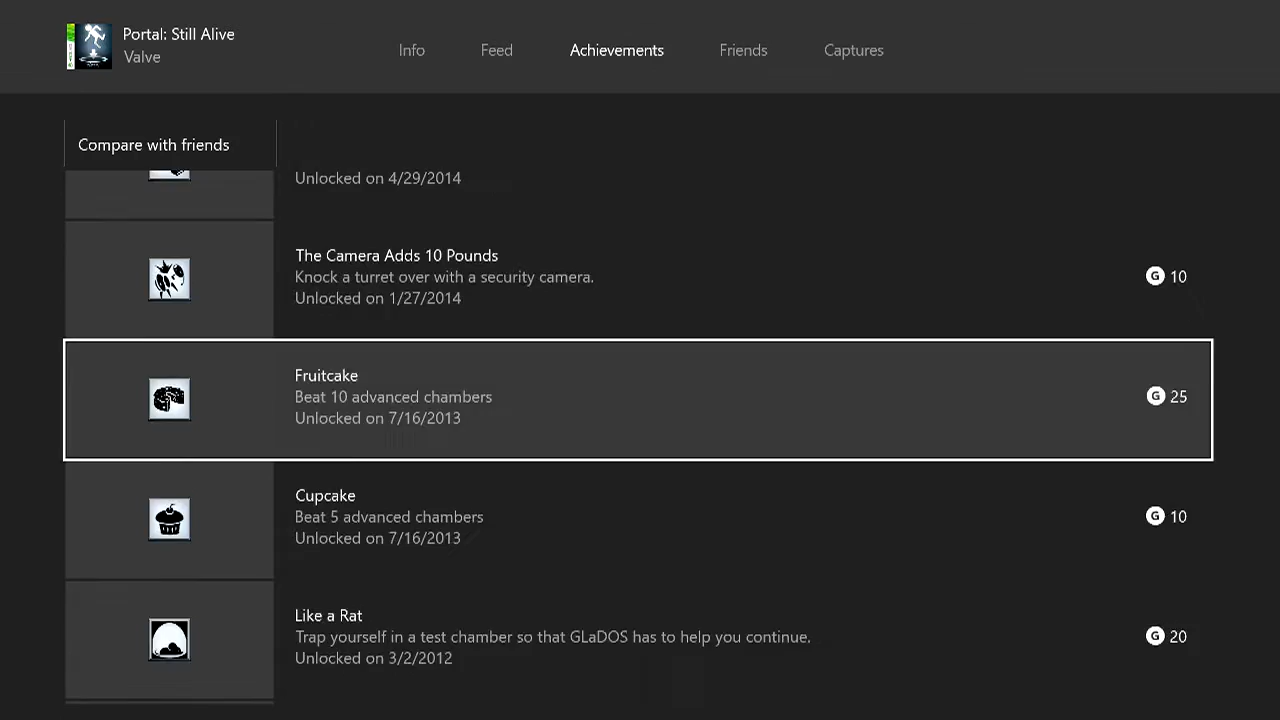 Portal: Still Alive
Valve
Info
Feed
Achievements
Friends
Captures
Compare with friends
Unlocked on 4/29/2014
The Camera Adds 10 Pounds
Knock a turret over with a security camera.
Unlocked on 1/27/2014
G 10
Fruitcake
Beat 10 advanced chambers
Unlocked on 7/16/2013
G 25
Cupcake
Beat 5 advanced chambers
Unlocked on 7/16/2013
G 10
Like a Rat
Trap yourself in a test chamber so that GLaDOS has to help you continue.
Unlocked on 3/2/2012
G 20